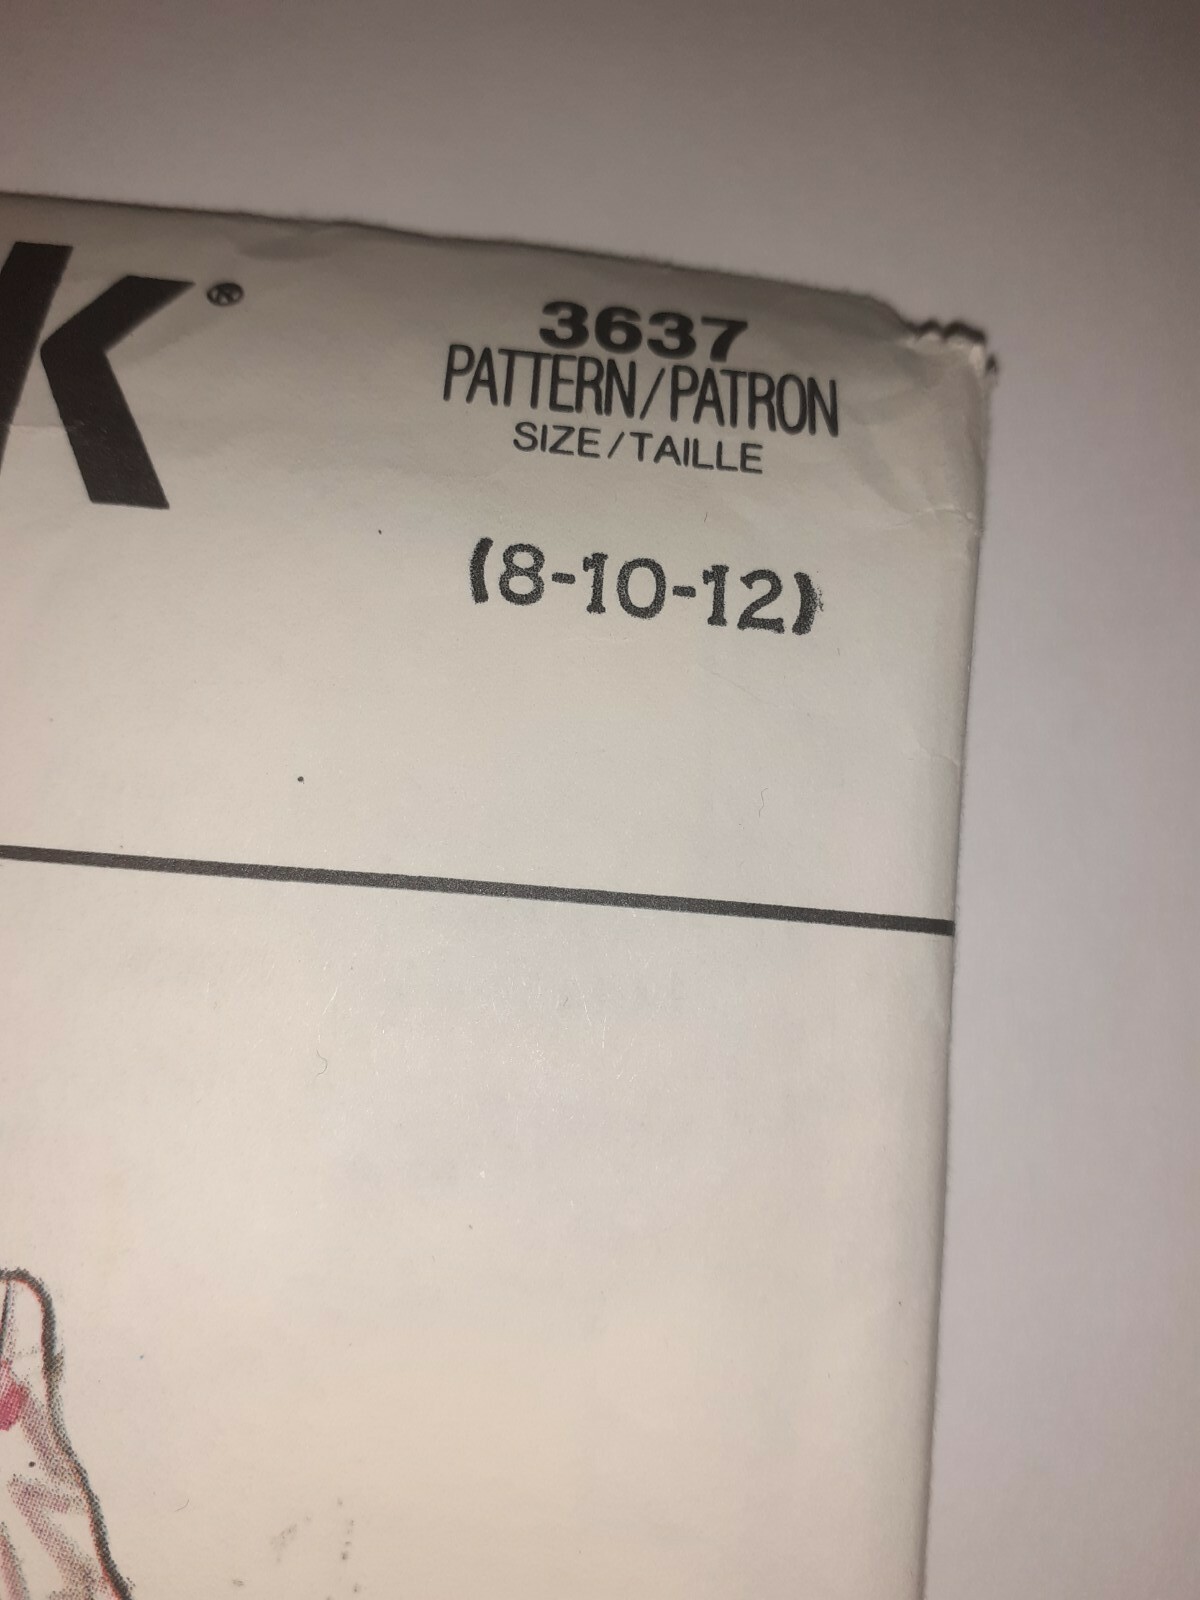 K®
3637
PATTERN/PATRON
SIZE/TAILLE
(8-10-12)